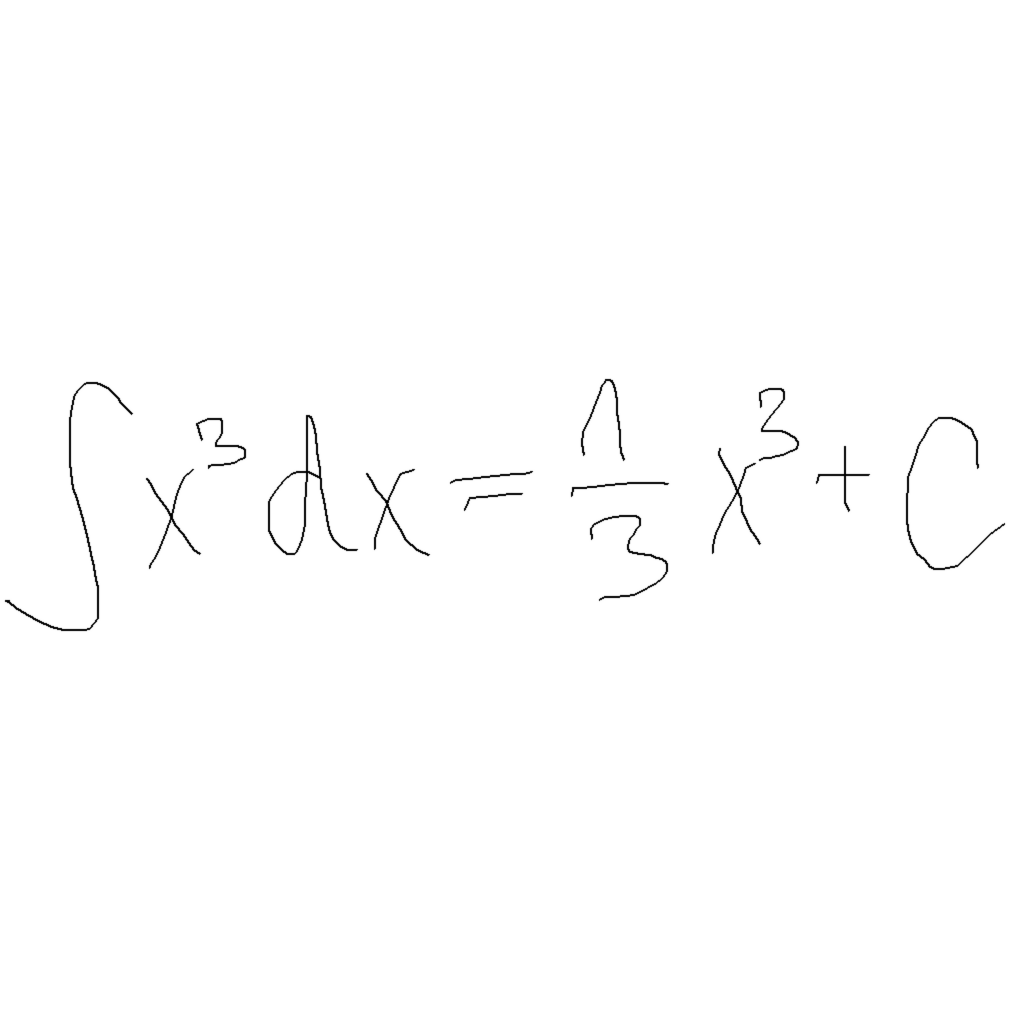 ∫x³dx = 1/3 x³ + C